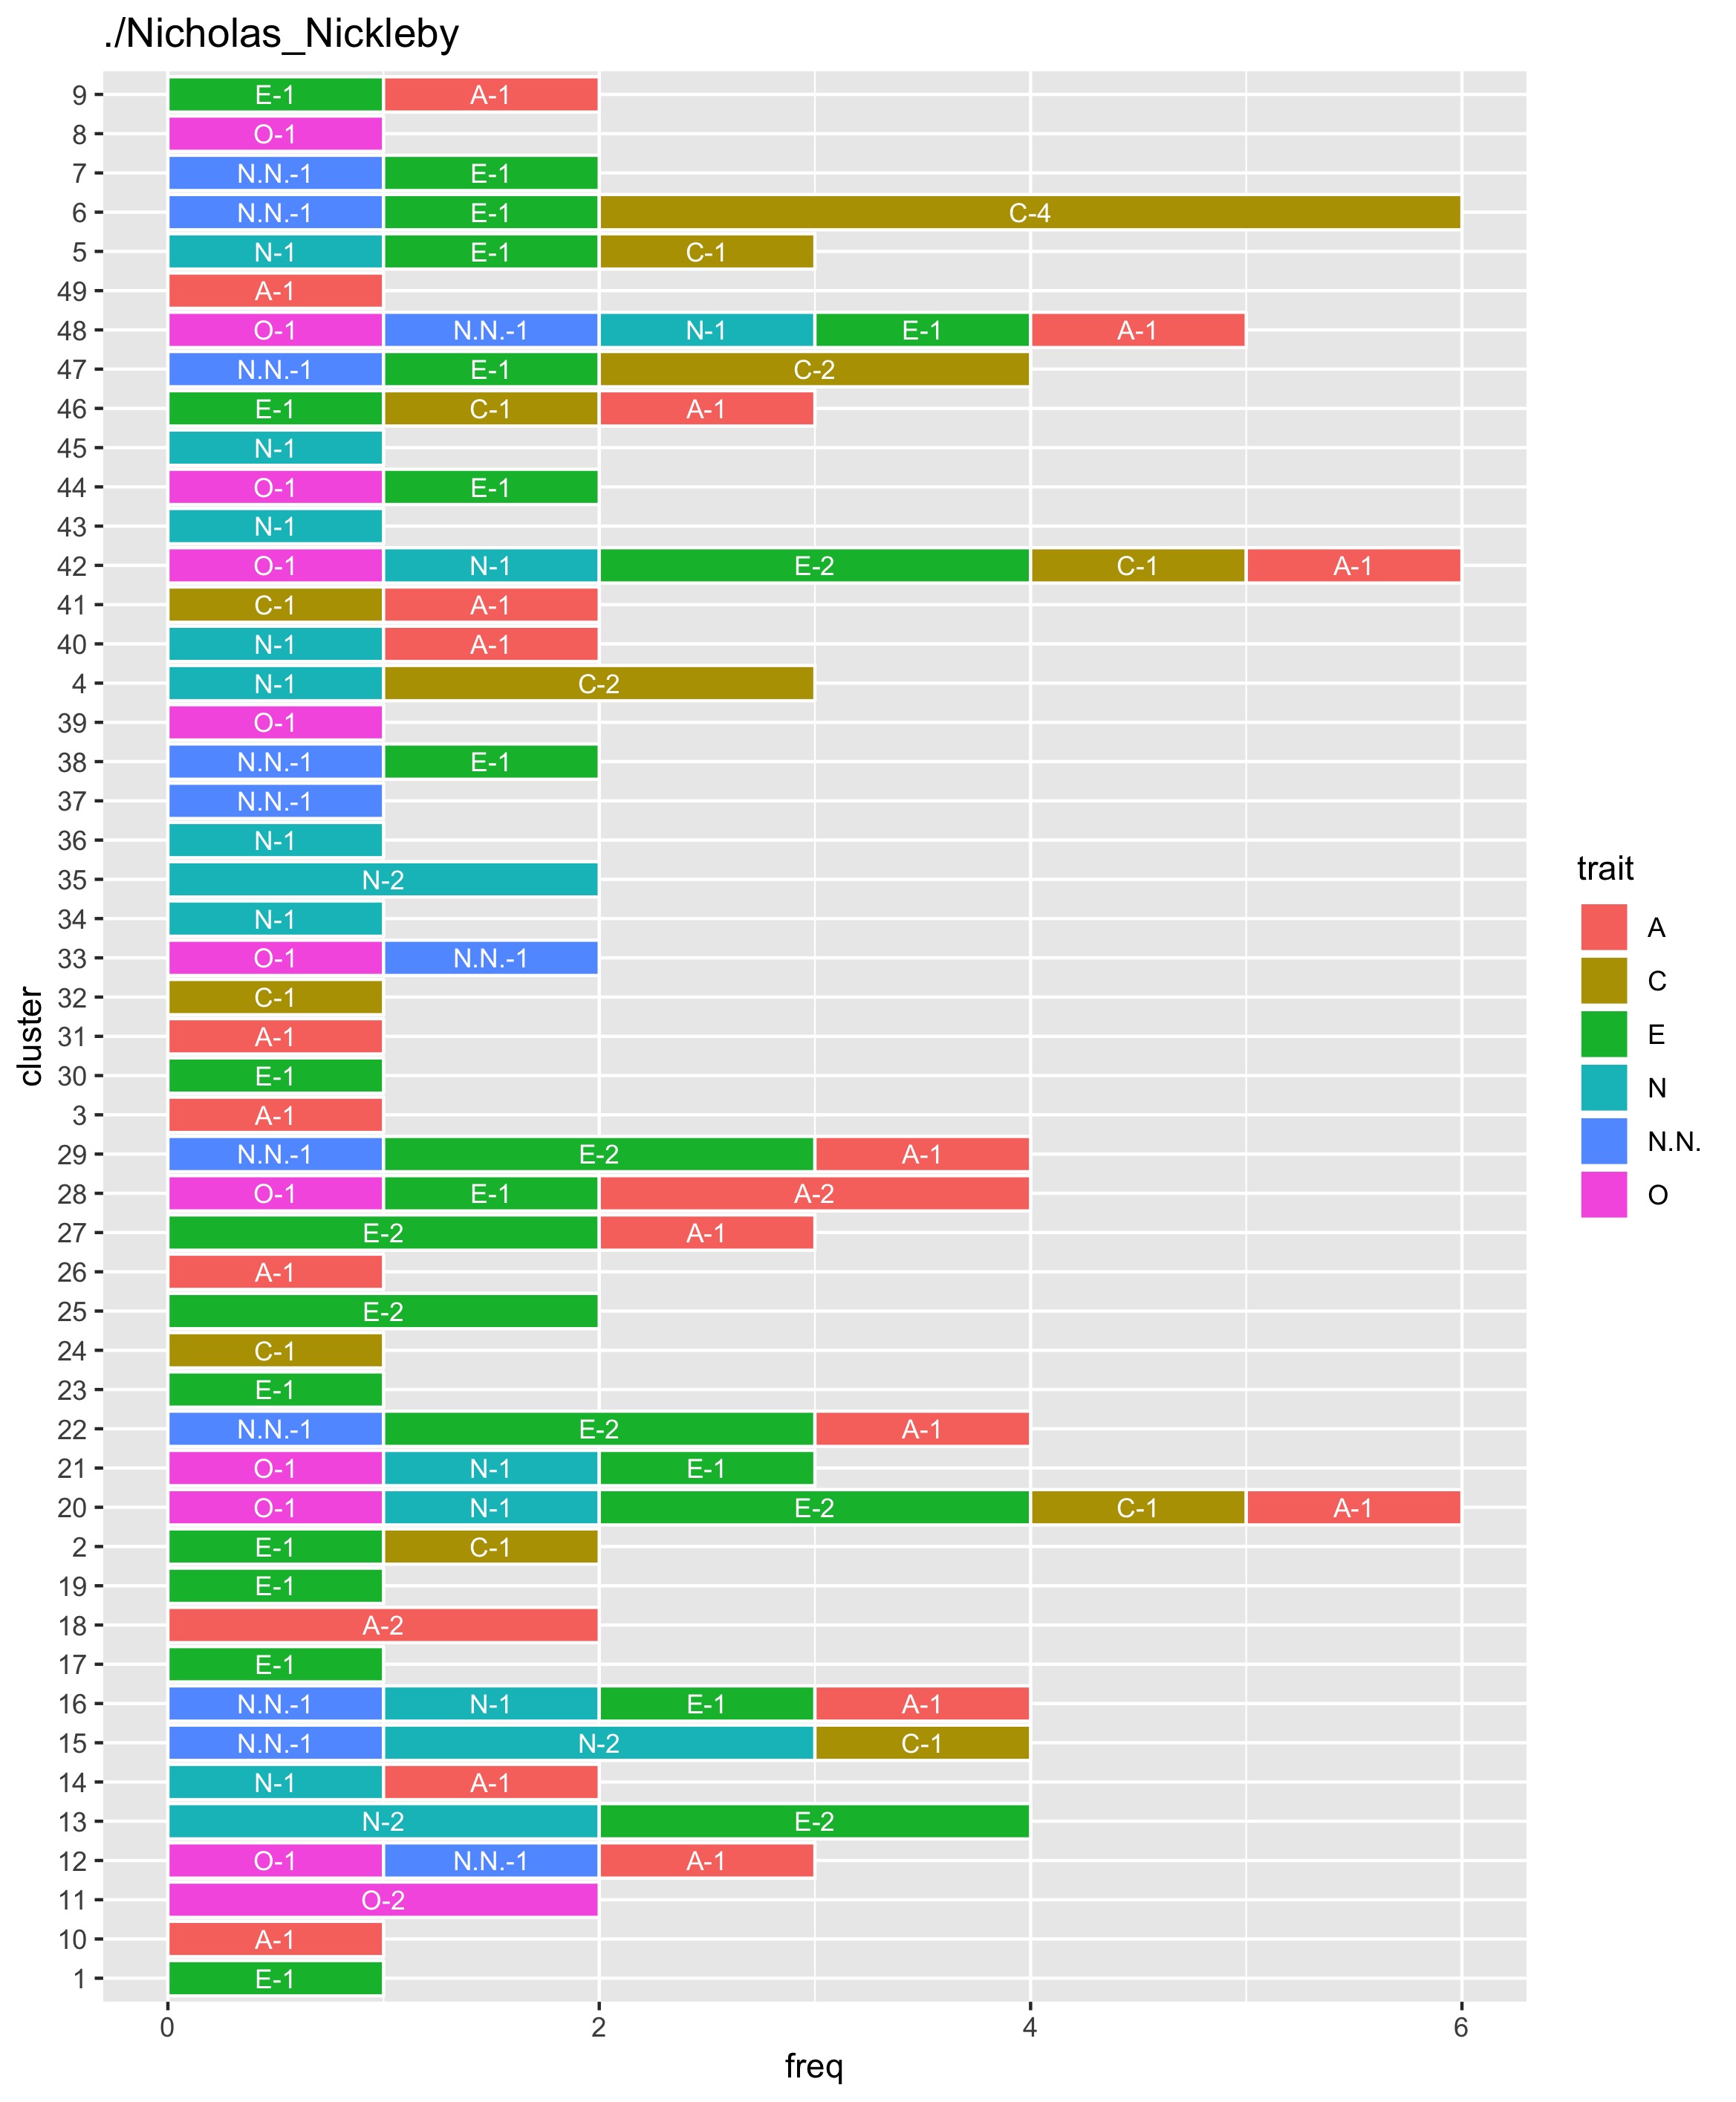 ./Nicholas_Nickleby
9 E-1 A-1
8 O-1
7 N.N.-1 E-1
6 N.N.-1 E-1 C-4
5 N-1 E-1 C-1
49 A-1
48 O-1 N.N.-1 N-1 E-1 A-1
47 N.N.-1 E-1 C-2
46 E-1 C-1 A-1
45 N-1
44 O-1 E-1
43 N-1
42 O-1 N-1 E-2 C-1 A-1
41 C-1 A-1
40 N-1 A-1
4 N-1 C-2
39 O-1
38 N.N.-1 E-1
37 N.N.-1
36 N-1
35 N-2
34 N-1
33 O-1 N.N.-1
32 C-1
31 A-1
30 E-1
3 A-1
29 N.N.-1 E-2 A-1
28 O-1 E-1 A-2
27 E-2 A-1
26 A-1
25 E-2
24 C-1
23 E-1
22 N.N.-1 E-2 A-1
21 O-1 N-1 E-1
20 O-1 N-1 E-2 C-1 A-1
2 E-1 C-1
19 E-1
18 A-2
17 E-1
16 N.N.-1 N-1 E-1 A-1
15 N.N.-1 N-2 C-1
14 N-1 A-1
13 N-2 E-2
12 O-1 N.N.-1 A-1
11 O-2
10 A-1
1 E-1
0 2 4 6
freq
cluster
trait
A
C
E
N
N.N.
O